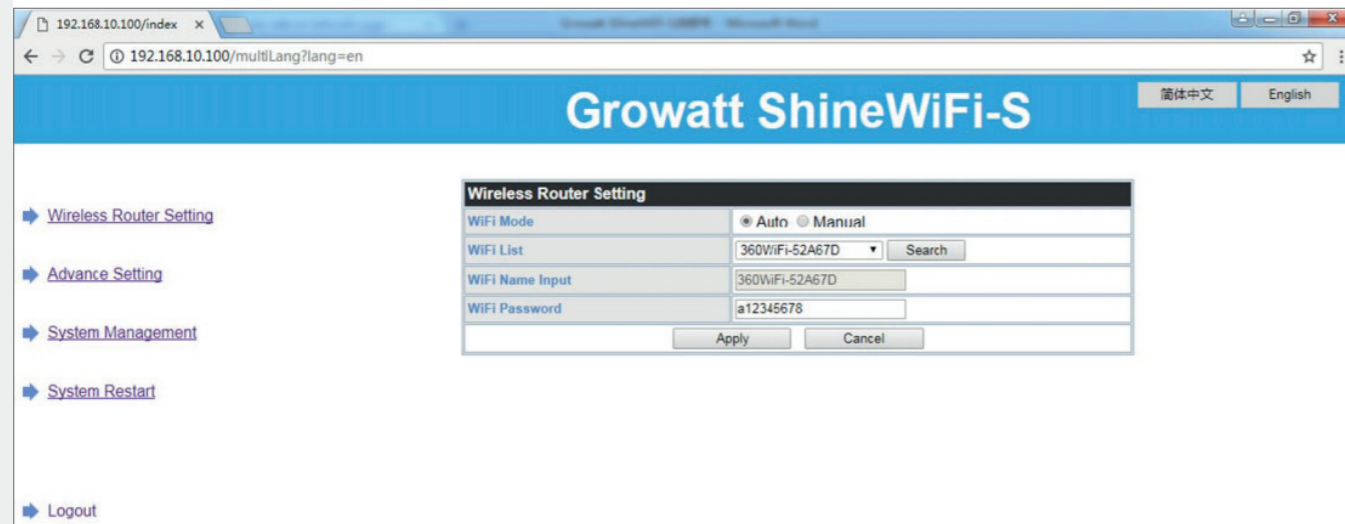 192.168.10.100/index
192.168.10.100/multiLang?lang=en
Growatt ShineWiFi-S
简体中文
English
Wireless Router Setting
Advance Setting
System Management
System Restart
Logout
Wireless Router Setting
WiFi Mode
Auto
Manual
WiFi List
360WiFi-52A67D
Search
WiFi Name Input
360WiFi-52A67D
WiFi Password
a12345678
Apply
Cancel